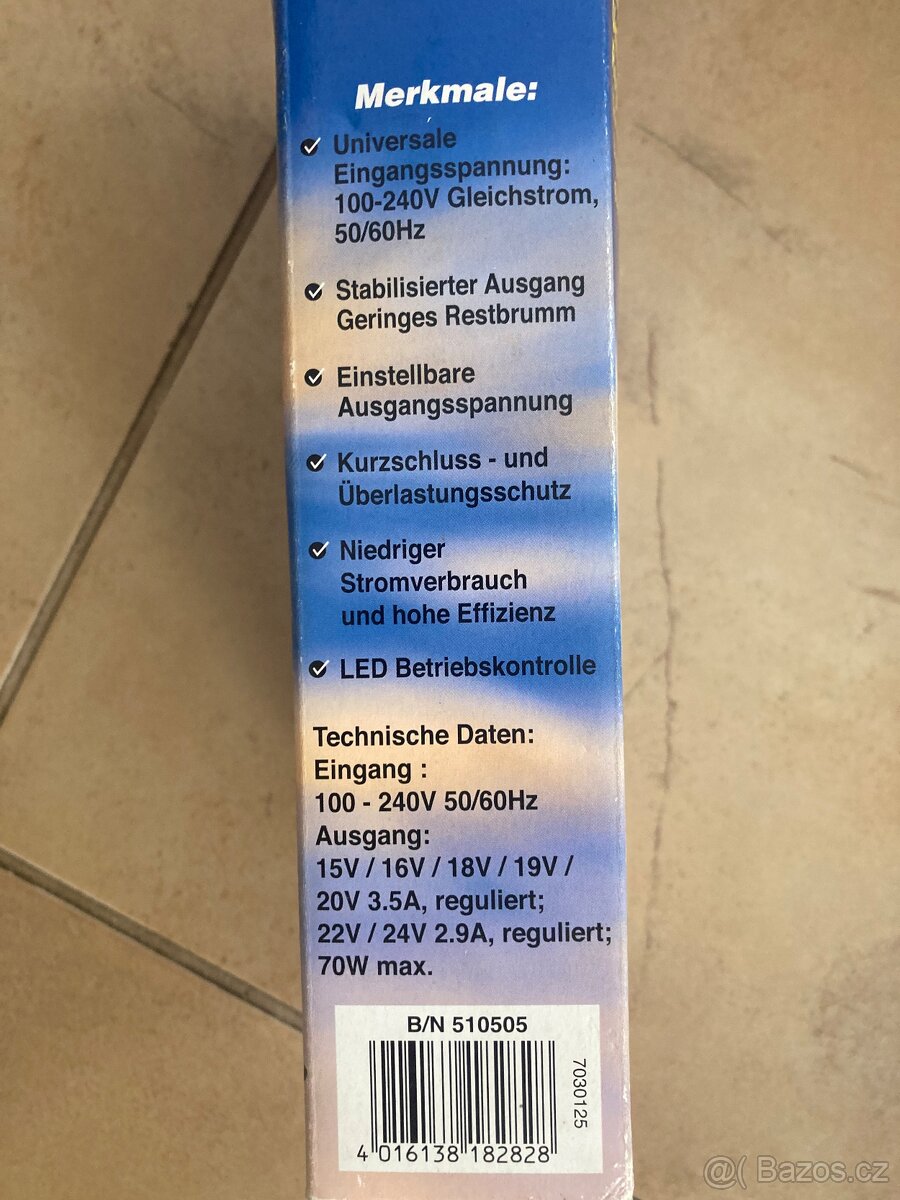 Merkmale:
Universale
Eingangsspannung:
100-240V Gleichstrom,
50/60Hz
Stabilisierter Ausgang
Geringes Restbrumm
Einstellbare
Ausgangsspannung
Kurzschluss - und
Überlastungsschutz
Niedriger
Stromverbrauch
und hohe Effizienz
LED Betriebskontrolle
Technische Daten:
Eingang :
100 - 240V 50/60Hz
Ausgang:
15V / 16V / 18V / 19V /
20V 3.5A, reguliert;
22V / 24V 2.9A, reguliert;
70W max.
B/N 510505
7030125
4 016138 182828
@( Bazos.cz